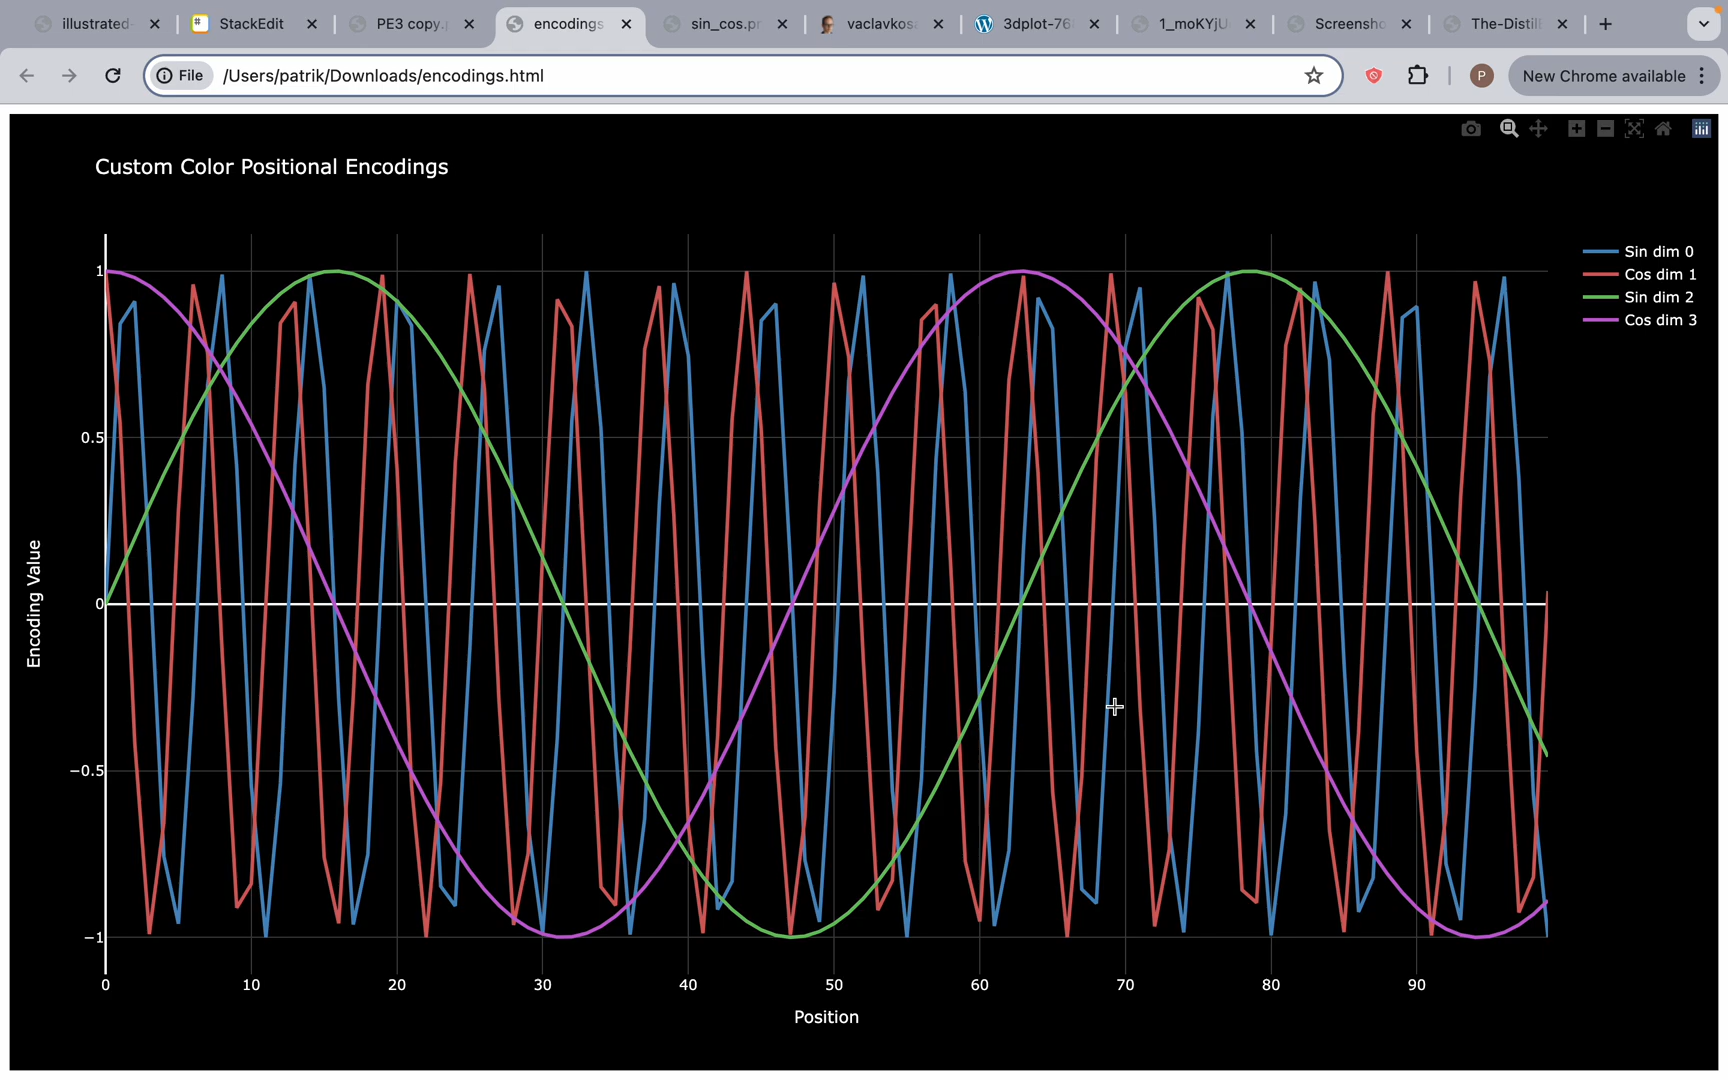 illustrated-
StackEdit
PE3 copy.
encodings
sin_cos.pr
vaclavkos
3dplot-76
1_moKYjU
Screensho
The-Distill
File
/Users/patrik/Downloads/encodings.html
P
New Chrome available
Custom Color Positional Encodings
Sin dim 0
Cos dim 1
Sin dim 2
Cos dim 3
1
0.5
0
−0.5
−1
Encoding Value
0 10 20 30 40 50 60 70 80 90
Position